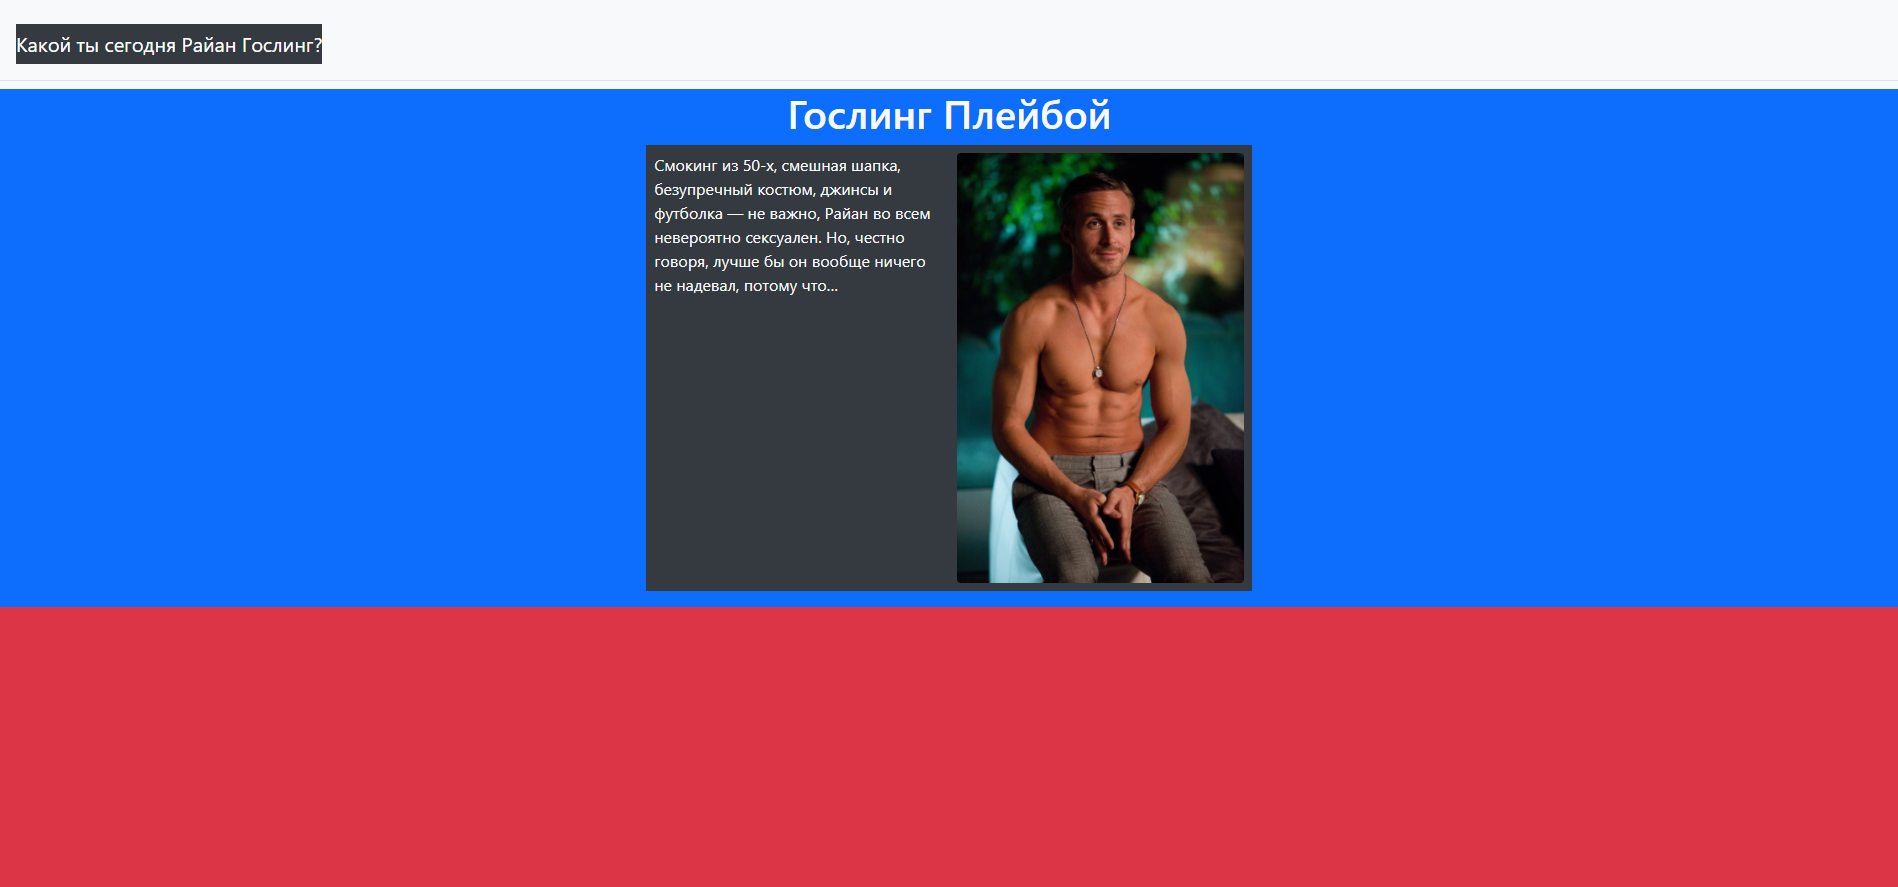 Какой ты сегодня Райан Гослинг?
Гослинг Плейбой
Смокинг из 50-х, смешная шапка,
безупречный костюм, джинсы и
футболка — не важно, Райан во всем
невероятно сексуален. Но, честно
говоря, лучше бы он вообще ничего
не надевал, потому что...